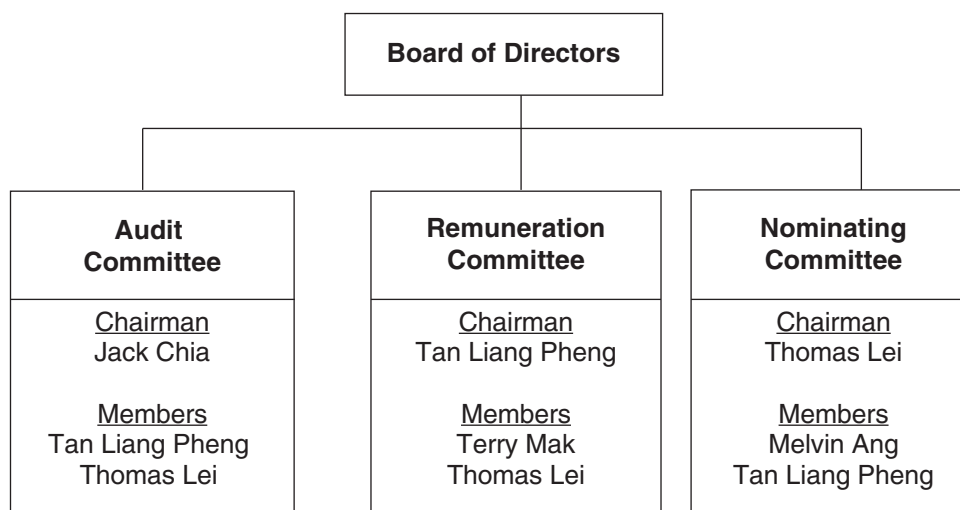 Board of Directors
Audit
Committee
Chairman
Jack Chia
Members
Tan Liang Pheng
Thomas Lei
Remuneration
Committee
Chairman
Tan Liang Pheng
Members
Terry Mak
Thomas Lei
Nominating
Committee
Chairman
Thomas Lei
Members
Melvin Ang
Tan Liang Pheng